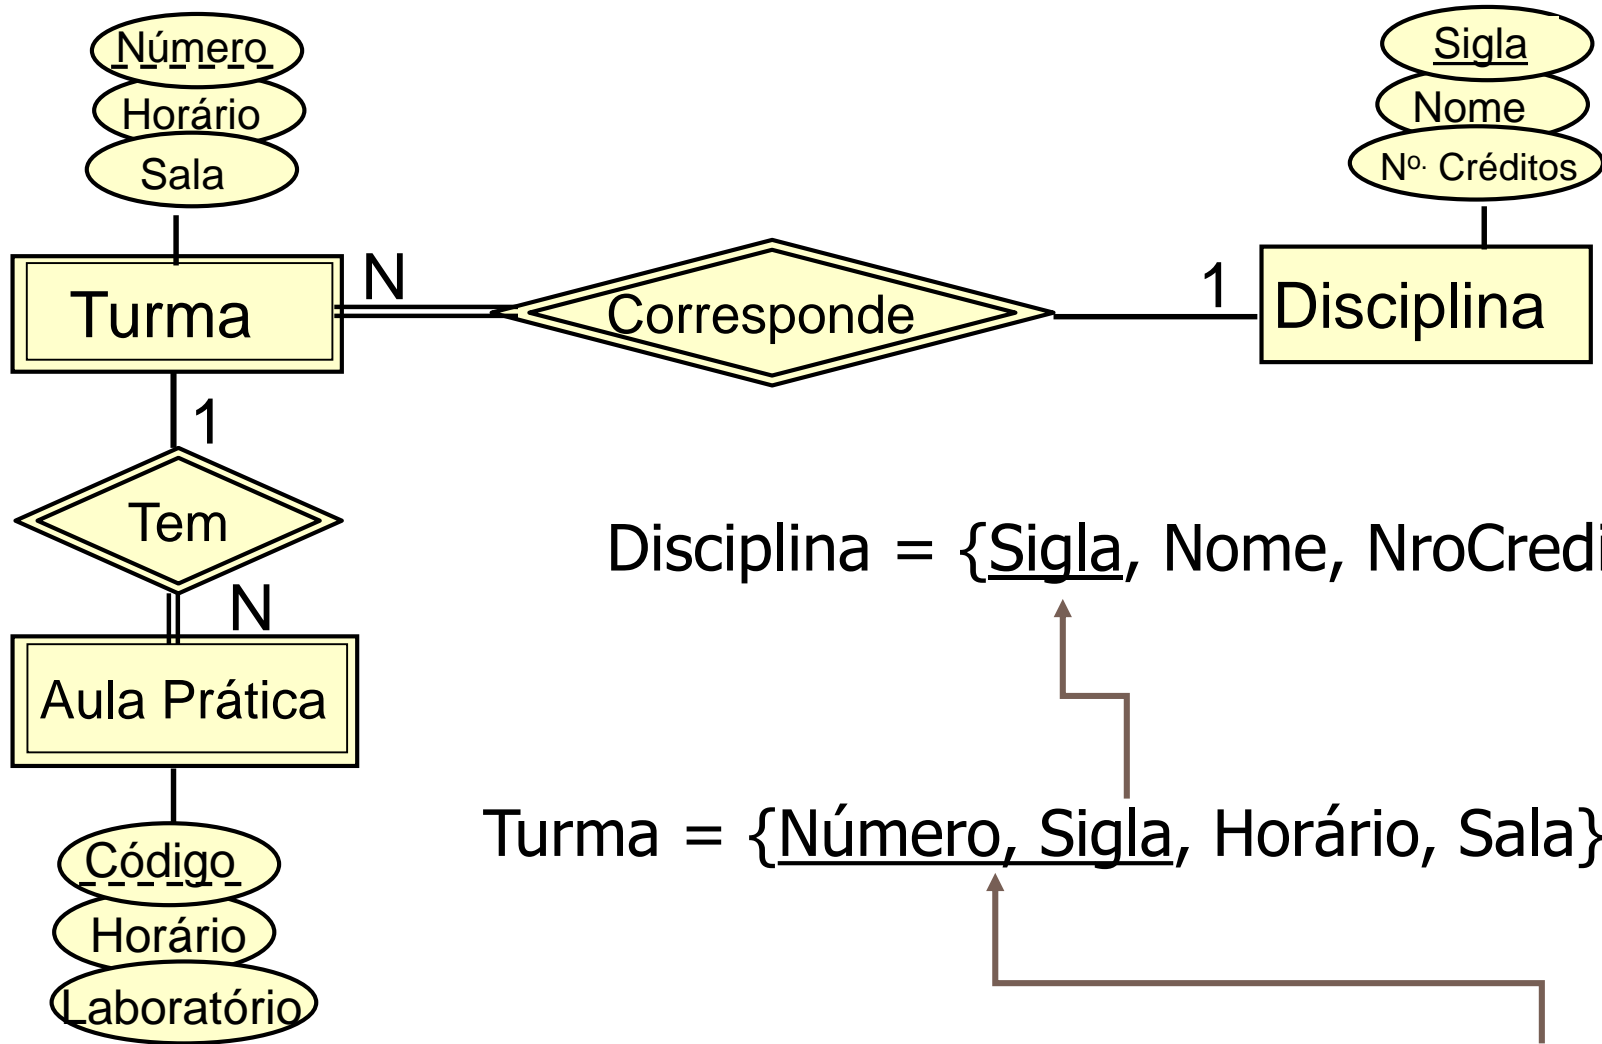 Número
Horário
Sala
Sigla
Nome
Nº. Créditos
Turma
N
Corresponde
1
Disciplina
1
Tem
N
Disciplina = {Sigla, Nome, NroCredi
Aula Prática
Turma = {Número, Sigla, Horário, Sala}
Código
Horário
Laboratório